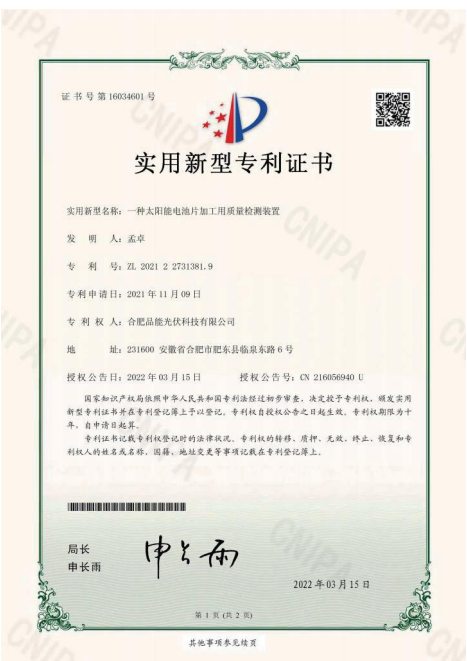 证书号第16034601号
实用新型专利证书
实用新型名称：一种太阳能电池片加工用质量检测装置
发明人：孟卓
专利号：ZL 2021 2 2731381.9
专利申请日：2021年11月09日
专利权人：合肥品能光伏科技有限公司
地址：231600 安徽省合肥市肥东县临泉东路6号
授权公告日：2022年03月15日 授权公告号：CN 216056940 U
国家知识产权局依照中华人民共和国专利法经过初步审查，决定授予专利权，颁发实用
新型专利证书并在专利登记簿上予以登记。专利权自授权公告之日起生效。专利权期限为十
年，自申请日起算。
专利证书记载专利权登记时的法律状况。专利权的转移、质押、无效、终止、恢复和专
利权人的姓名或名称、国籍、地址变更等事项记载在专利登记簿上。
局长
申长雨
申长雨
2022年03月15日
第 1 页 (共 2 页)
其他事项参见续页
CNIPA
CNIPA
CNIPA
CNIPA